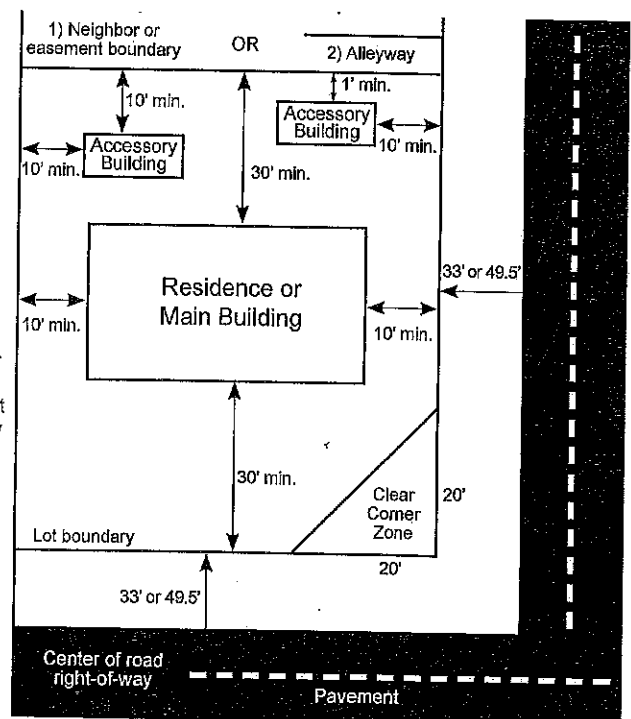 1) Neighbor or
easement boundary
OR
2) Alleyway
10' min.
1' min.
Accessory
Building
10' min.
Accessory
Building
10' min.
30' min.
33' or 49.5'
Residence or
Main Building
10' min.
10' min.
30' min.
Clear
Corner
Zone
20'
Lot boundary
20'
33' or 49.5'
Center of road
right-of-way
Pavement